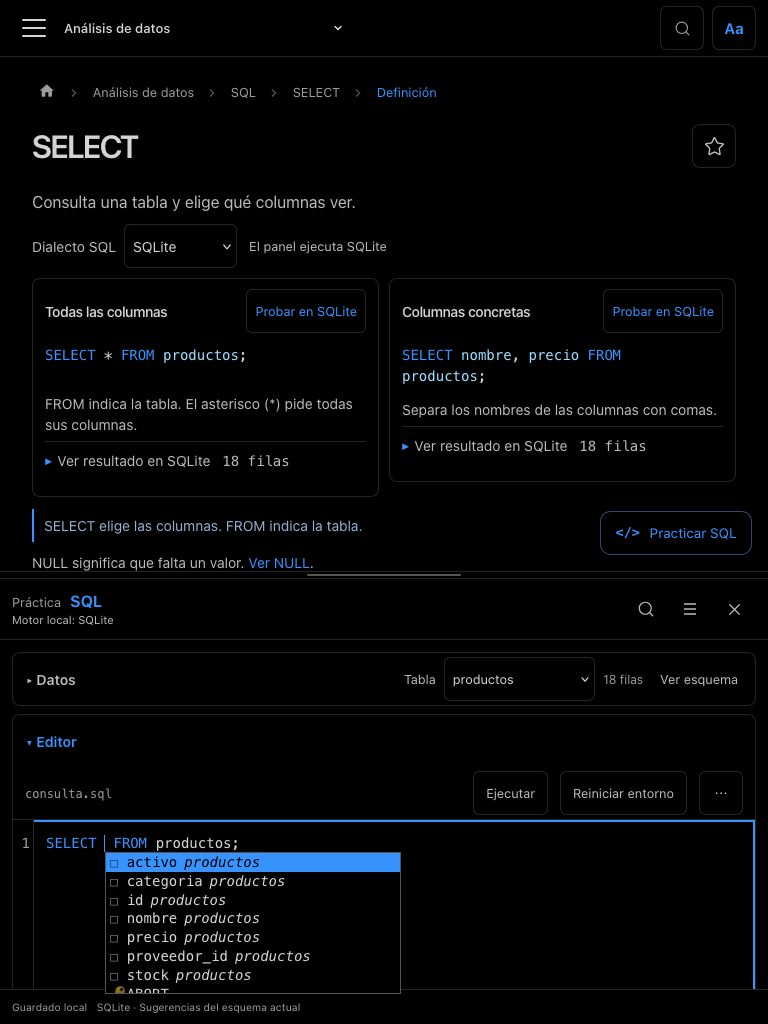 Análisis de datos
Aa
Análisis de datos > SQL > SELECT > Definición
SELECT
Consulta una tabla y elige qué columnas ver.
Dialecto SQL SQLite El panel ejecuta SQLite
Todas las columnas Probar en SQLite
SELECT * FROM productos;
FROM indica la tabla. El asterisco (*) pide todas
sus columnas.
▸ Ver resultado en SQLite 18 filas
Columnas concretas Probar en SQLite
SELECT nombre, precio FROM
productos;
Separa los nombres de las columnas con comas.
▸ Ver resultado en SQLite 18 filas
SELECT elige las columnas. FROM indica la tabla.
</> Practicar SQL
NULL significa que falta un valor. Ver NULL.
Práctica SQL
Motor local: SQLite
▸ Datos Tabla productos 18 filas Ver esquema
▾ Editor
consulta.sql Ejecutar Reiniciar entorno ···
1 SELECT FROM productos;
activo productos
categoria productos
id productos
nombre productos
precio productos
proveedor_id productos
stock productos
ABORT
Guardado local SQLite · Sugerencias del esquema actual